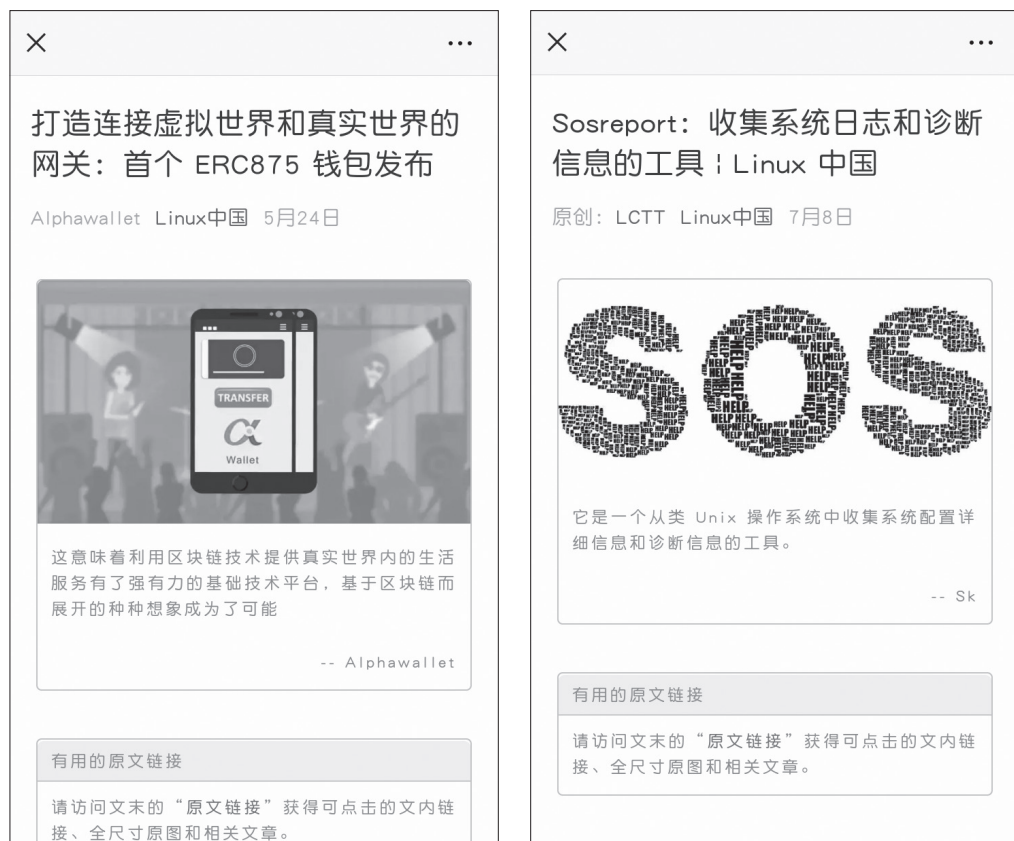 打造连接虚拟世界和真实世界的
网关：首个 ERC875 钱包发布
Alphawallet Linux中国 5月24日
TRANSFER
Wallet
这意味着利用区块链技术提供真实世界内的生活
服务有了强有力的基础技术平台，基于区块链而
展开的种种想象成为了可能
-- Alphawallet
有用的原文链接
请访问文末的“原文链接”获得可点击的文内链
接、全尺寸原图和相关文章。
Sosreport：收集系统日志和诊断
信息的工具 ¦ Linux 中国
原创：LCTT Linux中国 7月8日
SOS
HELP HELP
它是一个从类 Unix 操作系统中收集系统配置详
细信息和诊断信息的工具。
-- Sk
有用的原文链接
请访问文末的“原文链接”获得可点击的文内链
接、全尺寸原图和相关文章。